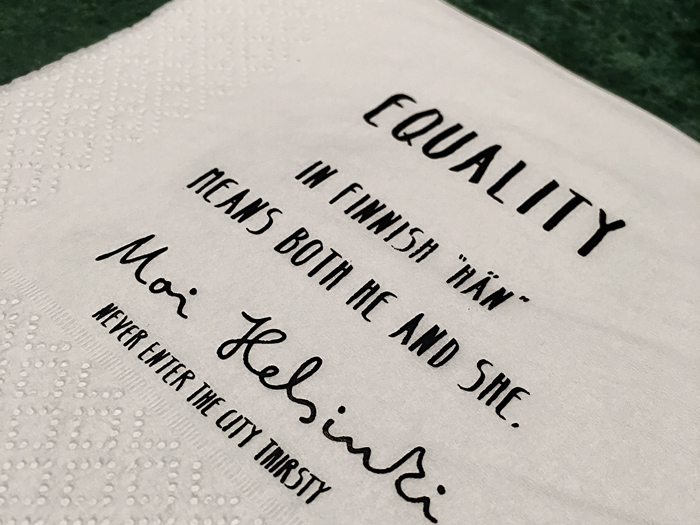 EQUALITY
IN FINNISH "HÄN"
MEANS BOTH HE AND SHE.
Moi Helsinki
NEVER ENTER THE CITY THIRSTY